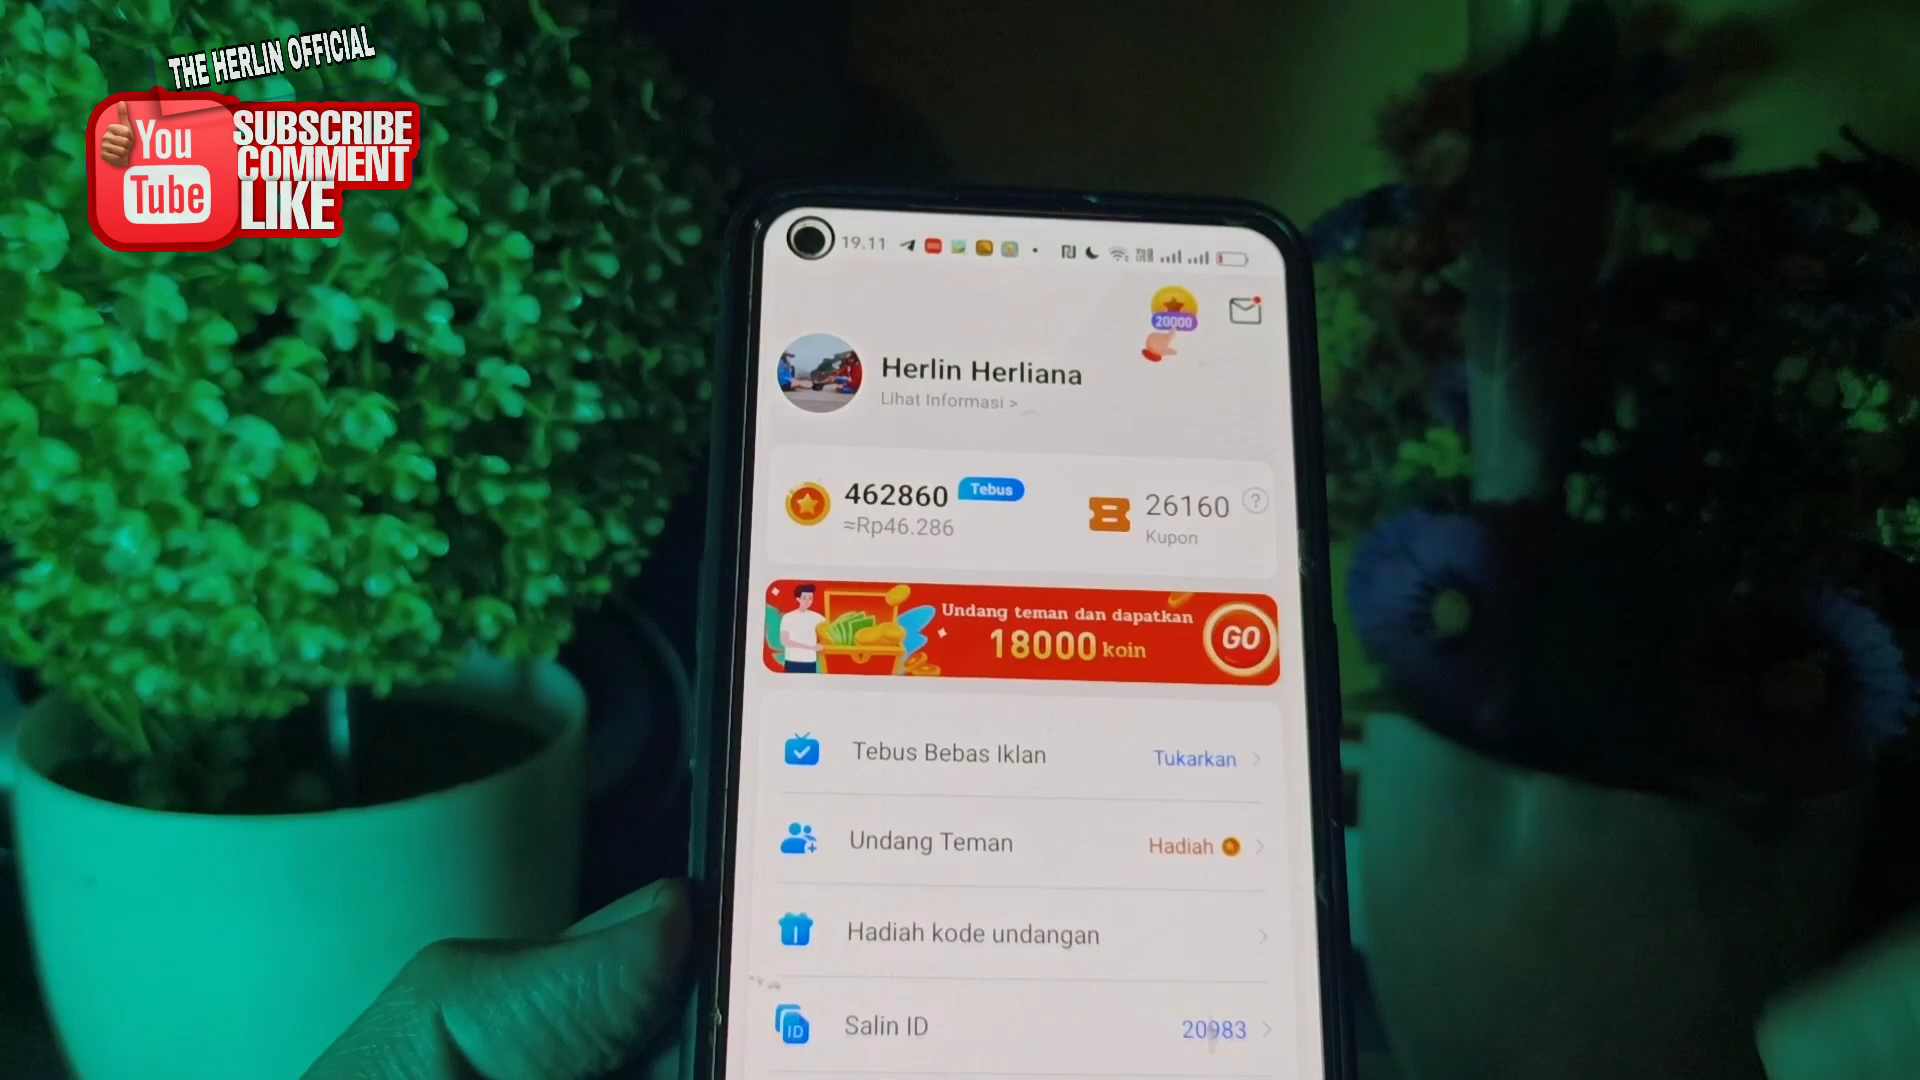 THE HERLIN OFFICIAL
You
Tube
SUBSCRIBE
COMMENT
LIKE
19.11
20000
Herlin Herliana
Lihat Informasi >
462860
Tebus
≈Rp46.286
26160
?
Kupon
Undang teman dan dapatkan
18000 koin
GO
Tebus Bebas Iklan
Tukarkan
Undang Teman
Hadiah
Hadiah kode undangan
ID
Salin ID
20983